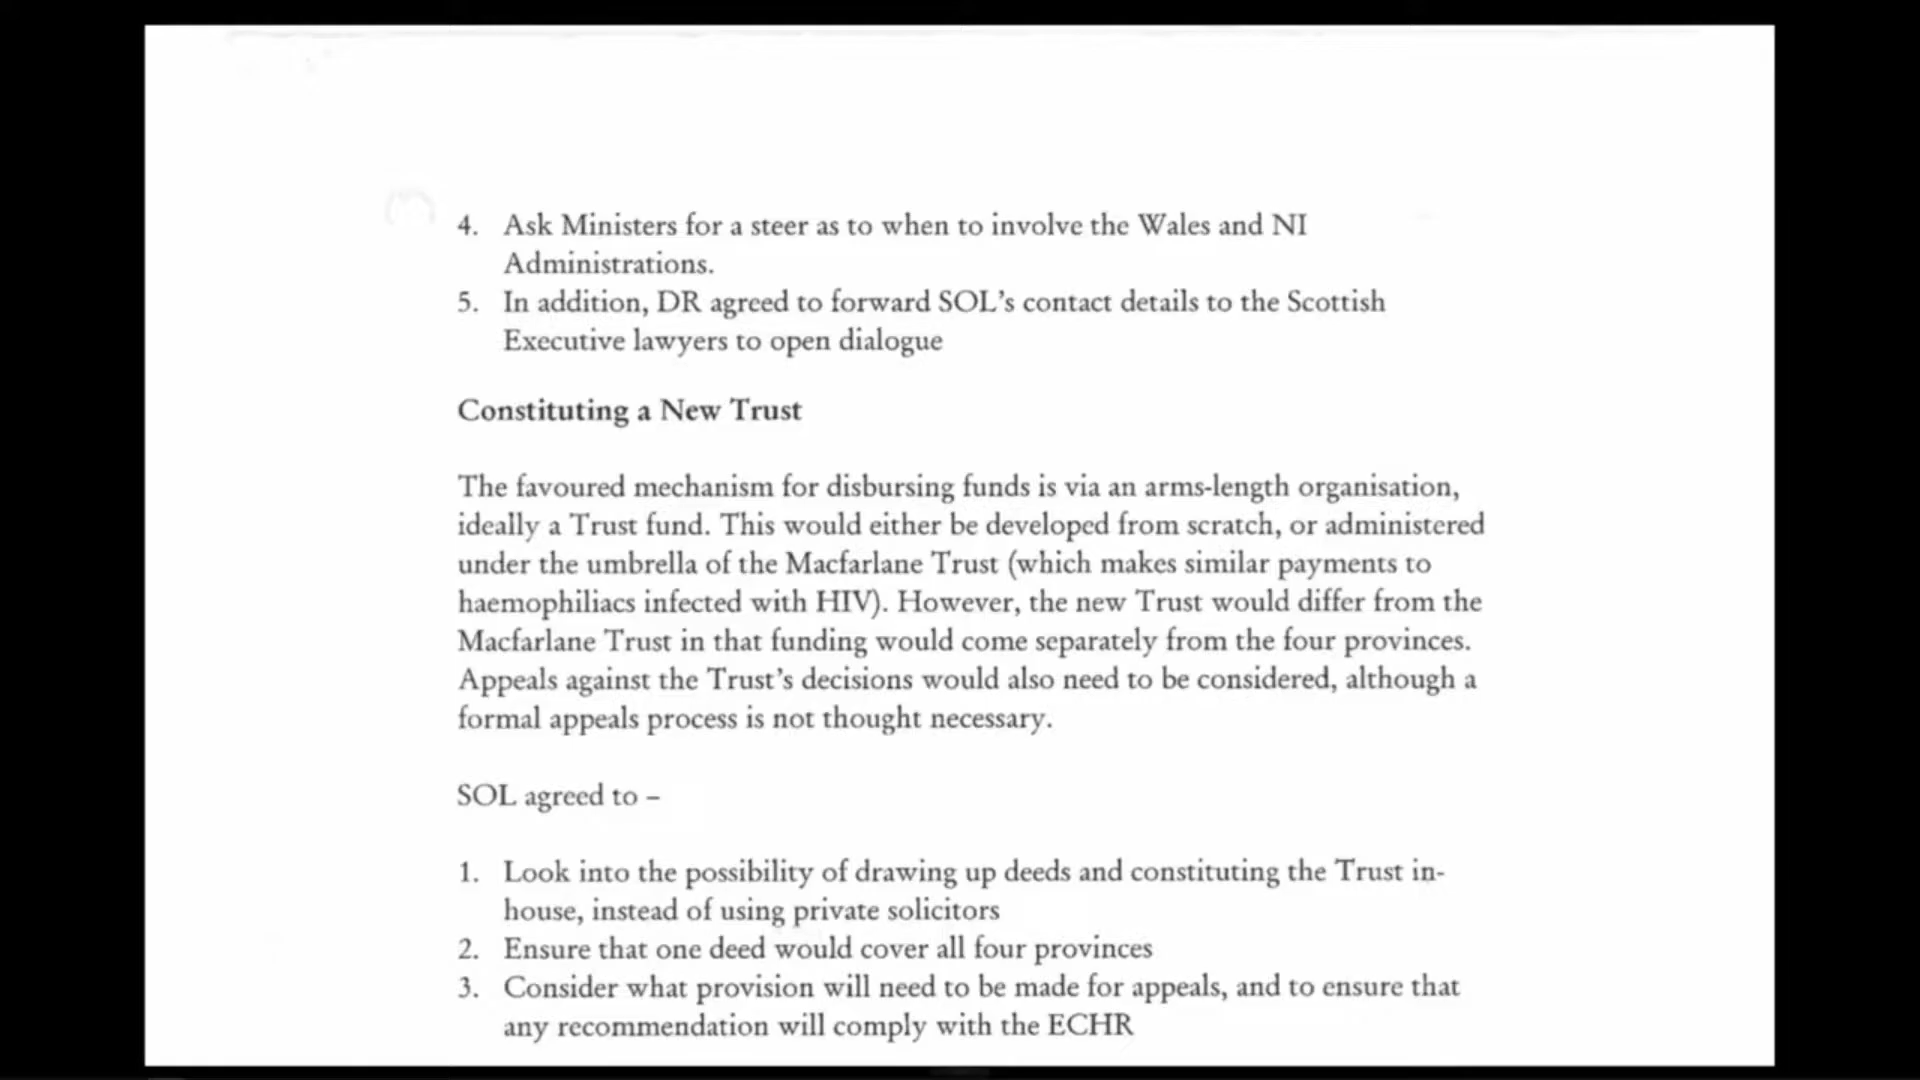 4. Ask Ministers for a steer as to when to involve the Wales and NI
Administrations.
5. In addition, DR agreed to forward SOL's contact details to the Scottish
Executive lawyers to open dialogue
Constituting a New Trust
The favoured mechanism for disbursing funds is via an arms-length organisation,
ideally a Trust fund. This would either be developed from scratch, or administered
under the umbrella of the Macfarlane Trust (which makes similar payments to
haemophiliacs infected with HIV). However, the new Trust would differ from the
Macfarlane Trust in that funding would come separately from the four provinces.
Appeals against the Trust's decisions would also need to be considered, although a
formal appeals process is not thought necessary.
SOL agreed to –
1. Look into the possibility of drawing up deeds and constituting the Trust in-
house, instead of using private solicitors
2. Ensure that one deed would cover all four provinces
3. Consider what provision will need to be made for appeals, and to ensure that
any recommendation will comply with the ECHR